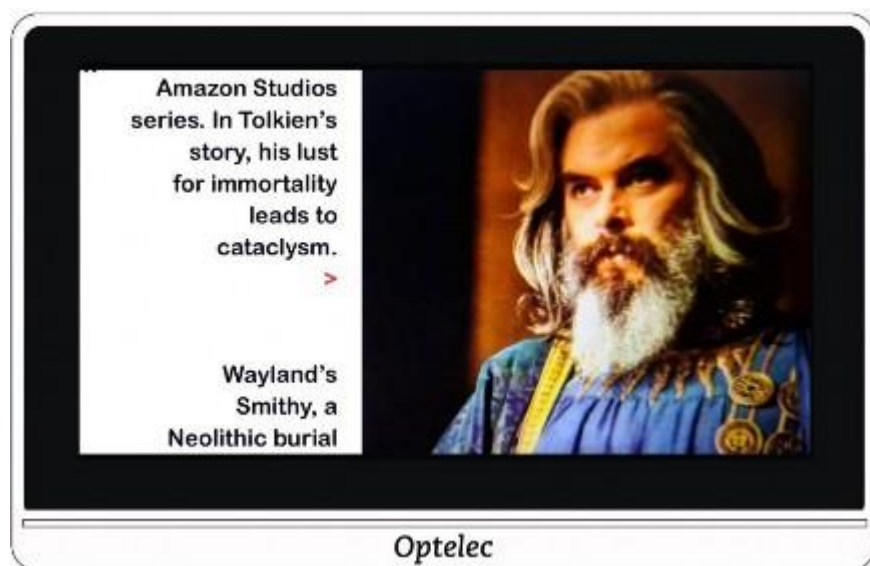 Amazon Studios
series. In Tolkien's
story, his lust
for immortality
leads to
cataclysm.
>
Wayland's
Smithy, a
Neolithic burial
Optelec